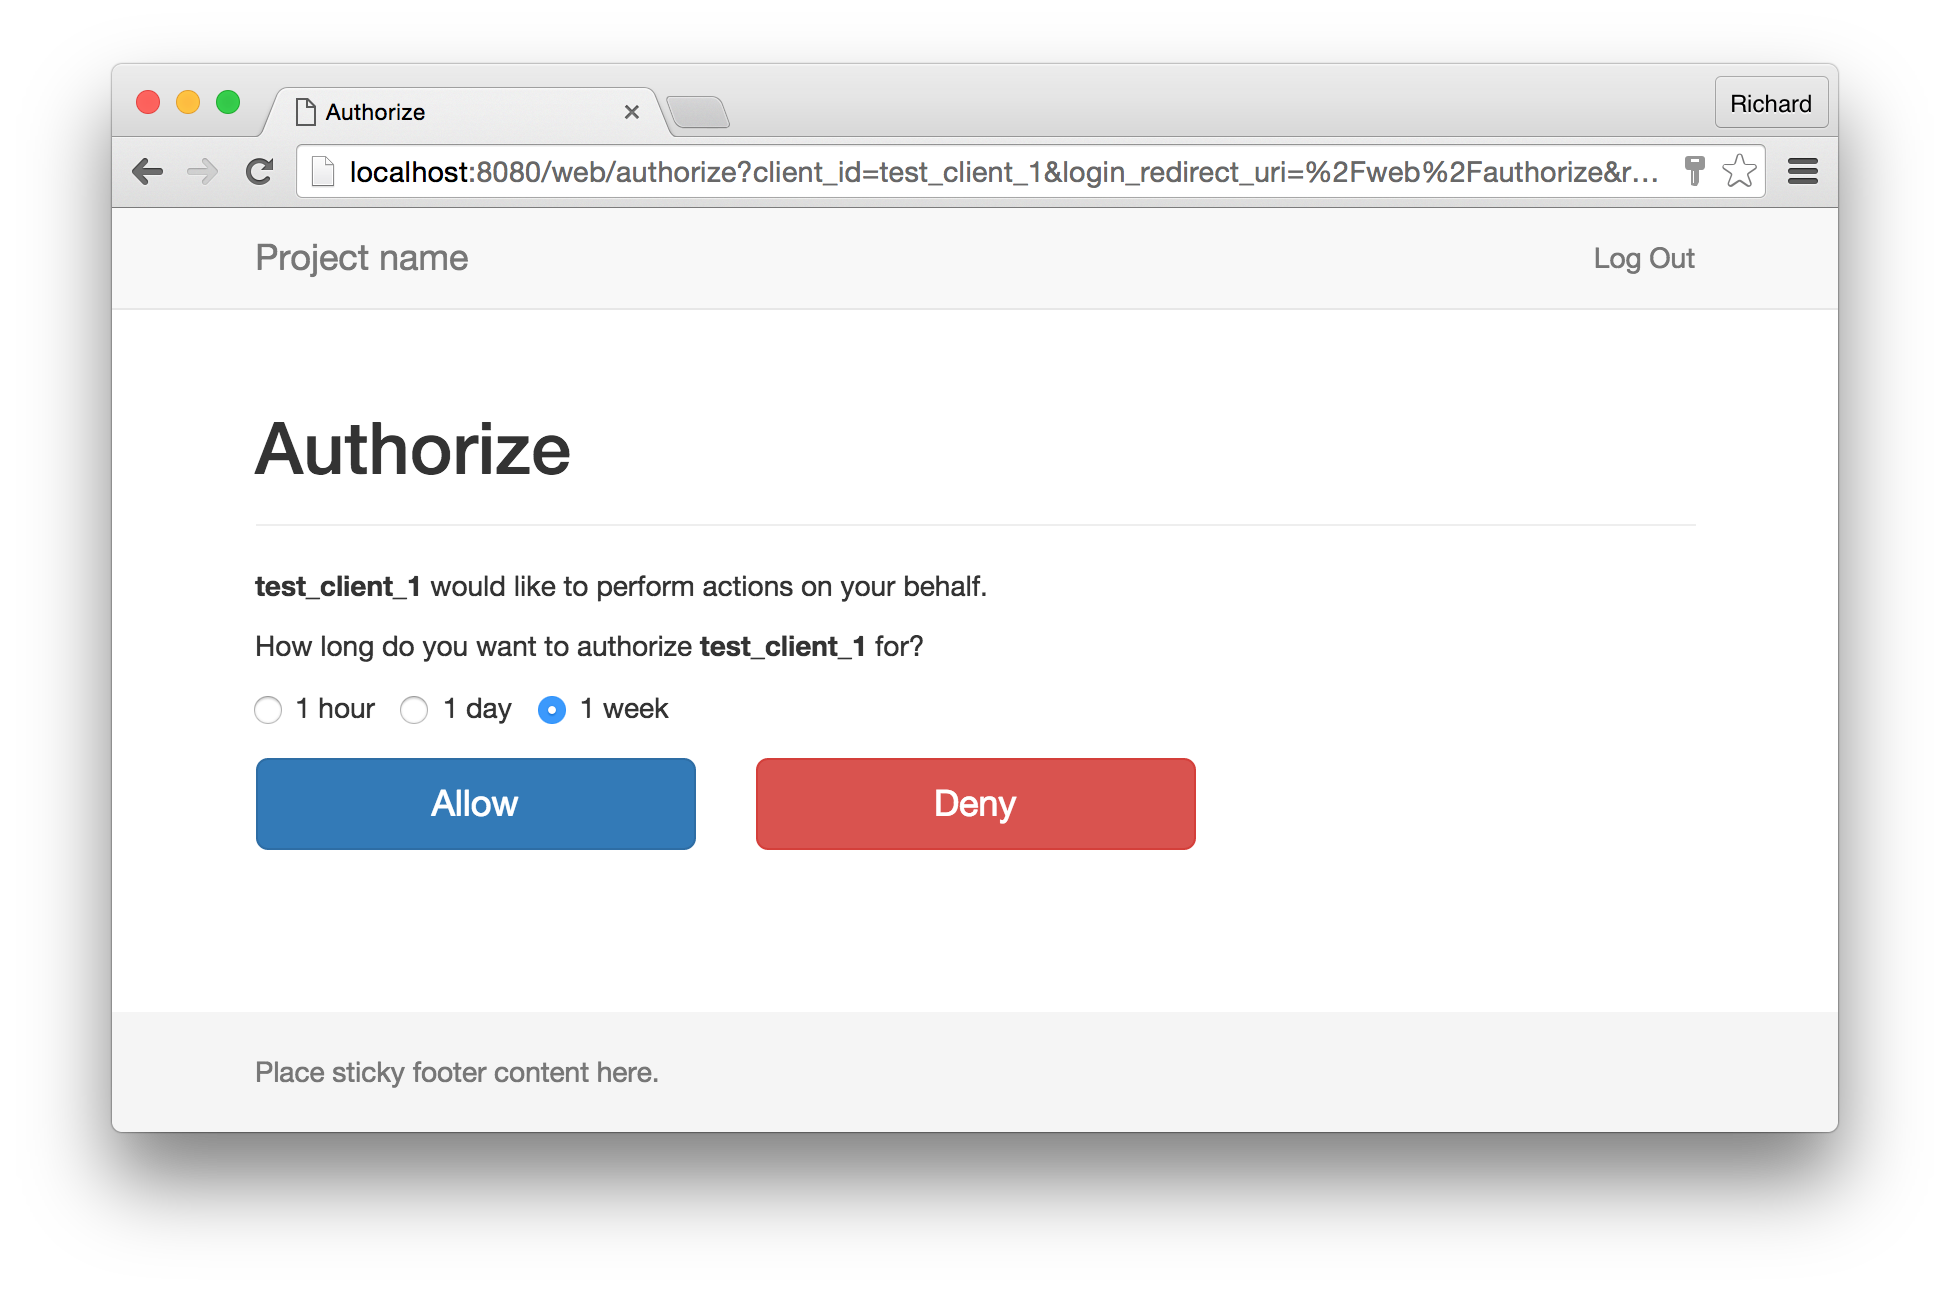 Authorize
Richard
localhost:8080/web/authorize?client_id=test_client_1&login_redirect_uri=%2Fweb%2Fauthorize&r...
Project name
Log Out
Authorize
test_client_1 would like to perform actions on your behalf.
How long do you want to authorize test_client_1 for?
1 hour 1 day 1 week
Allow
Deny
Place sticky footer content here.